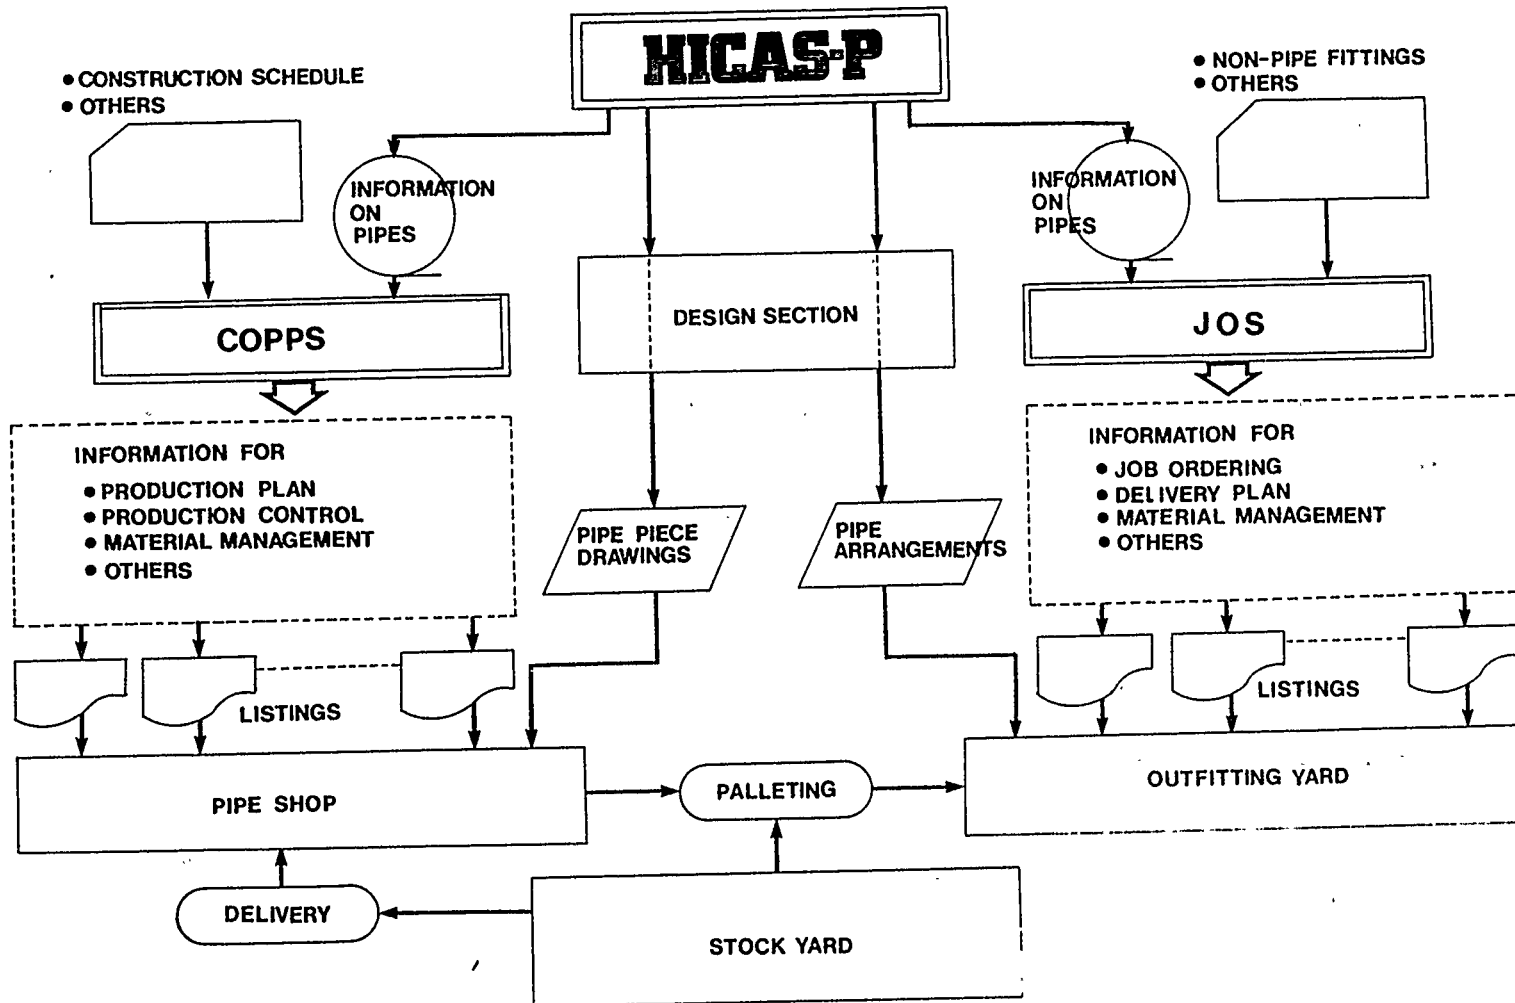 HICAS-P
• CONSTRUCTION SCHEDULE
• OTHERS
• NON-PIPE FITTINGS
• OTHERS
INFORMATION
ON
PIPES
INFORMATION
ON
PIPES
COPPS
DESIGN SECTION
JOS
INFORMATION FOR
• PRODUCTION PLAN
• PRODUCTION CONTROL
• MATERIAL MANAGEMENT
• OTHERS
PIPE PIECE
DRAWINGS
PIPE
ARRANGEMENTS
INFORMATION FOR
• JOB ORDERING
• DELIVERY PLAN
• MATERIAL MANAGEMENT
• OTHERS
LISTINGS
LISTINGS
PIPE SHOP
PALLETING
OUTFITTING YARD
DELIVERY
STOCK YARD